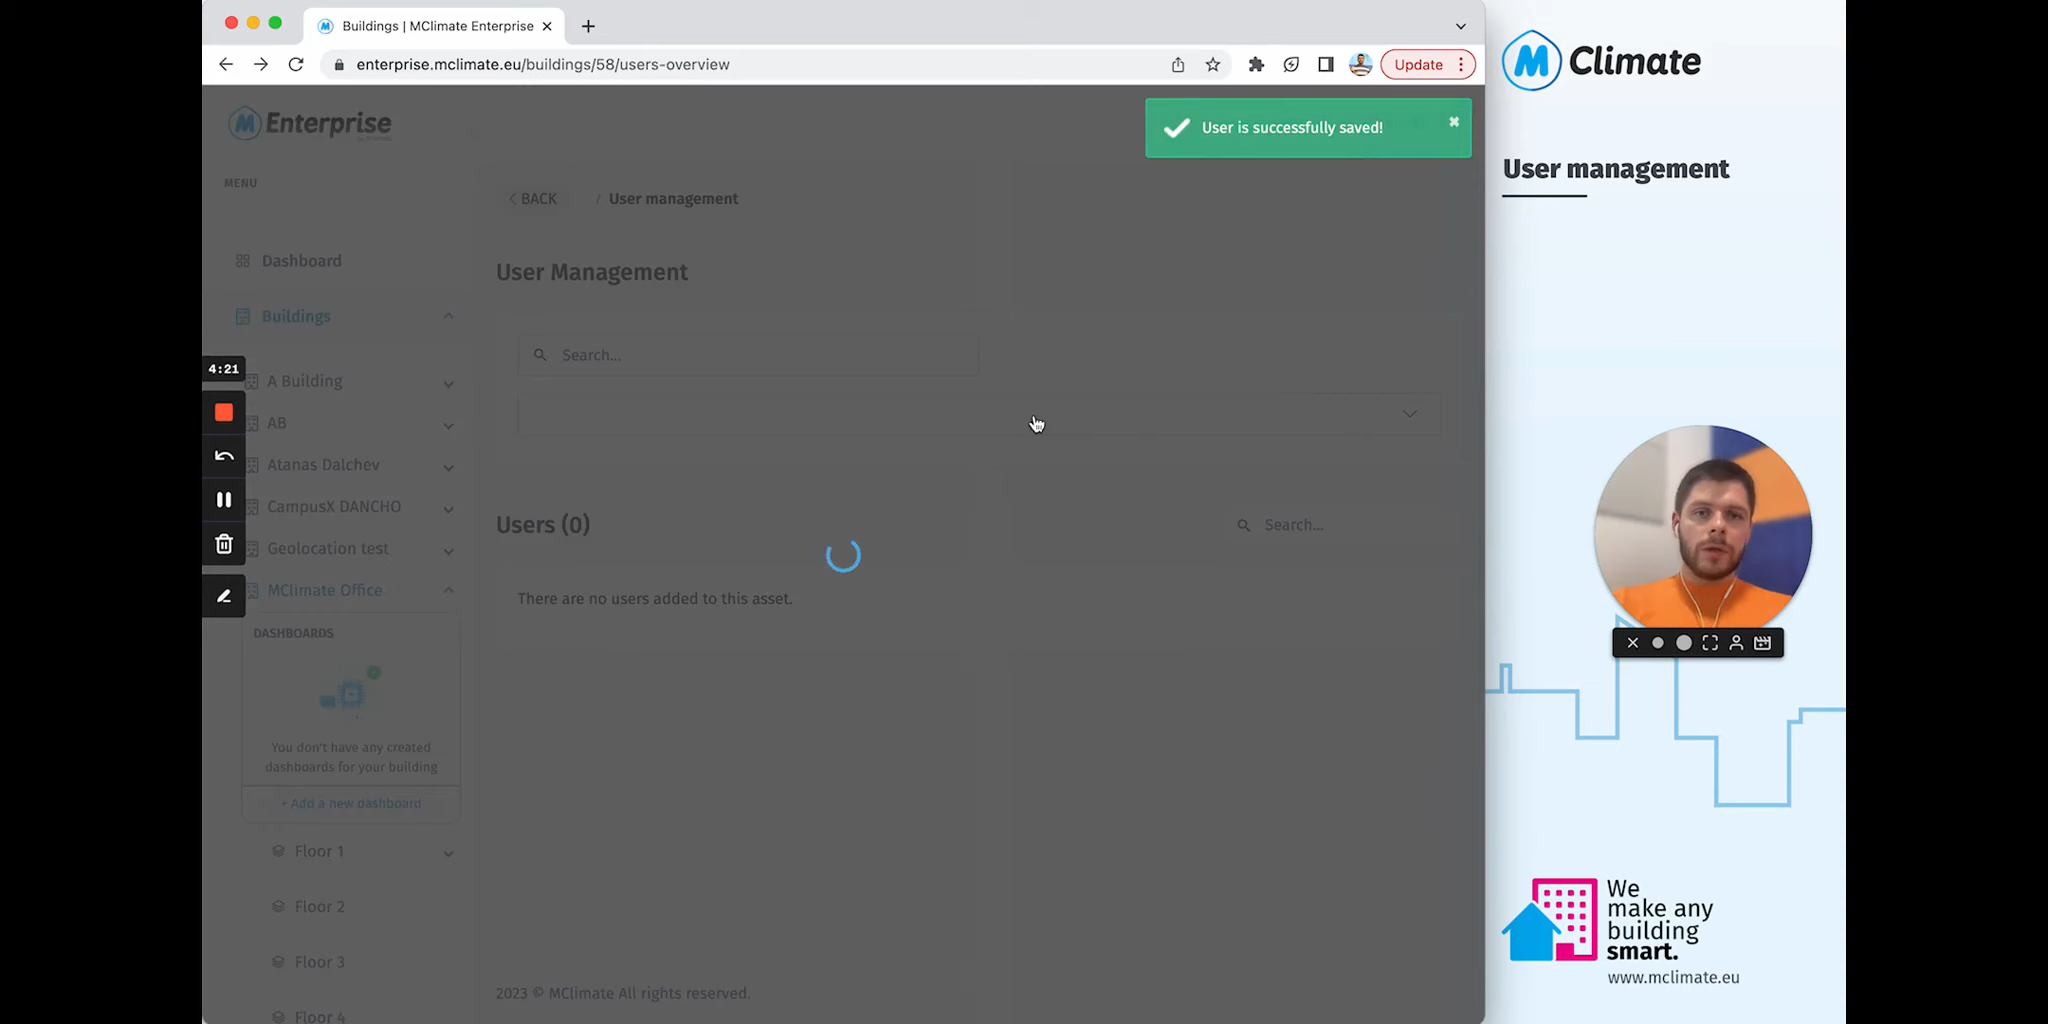 Buildings | MClimate Enterprise
enterprise.mclimate.eu/buildings/58/users-overview
Update
M Enterprise
MENU
Dashboard
Buildings
A Building
AB
Atanas Dalchev
CampusX DANCHO
Geolocation test
MClimate Office
DASHBOARDS
You don't have any created
dashboards for your building
+ Add a new dashboard
Floor 1
Floor 2
Floor 3
Floor 4
4:21
User is successfully saved!
BACK / User management
User Management
Search...
Users (0)
Search...
There are no users added to this asset.
2023 © MClimate All rights reserved.
M Climate
User management
We
make any
building
smart.
www.mclimate.eu